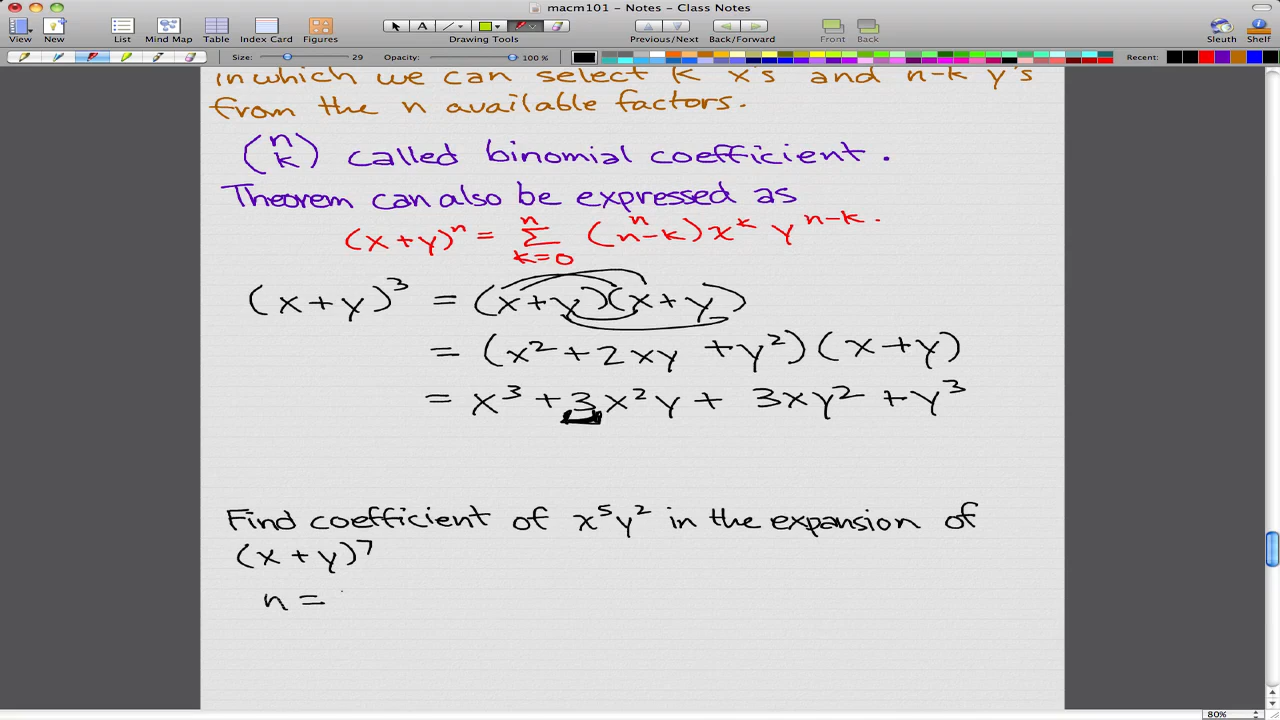 macm101 - Notes - Class Notes
View New List Mind Map Table Index Card Figures Drawing Tools Previous/Next Back/Forward Front Back Sleuth Shelf
Size: 29 Opacity: 100 % Recent:
in which we can select k x's and n-k y's
from the n available factors.
(n k) called binomial coefficient.
Theorem can also be expressed as
(x+y)^n = Σ_{k=0}^{n} (n n-k) x^k y^{n-k}.
(x+y)^3 = (x+y)(x+y)
= (x^2 + 2xy + y^2)(x+y)
= x^3 + 3x^2y + 3xy^2 + y^3
Find coefficient of x^5y^2 in the expansion of
(x+y)^7
n =
80%